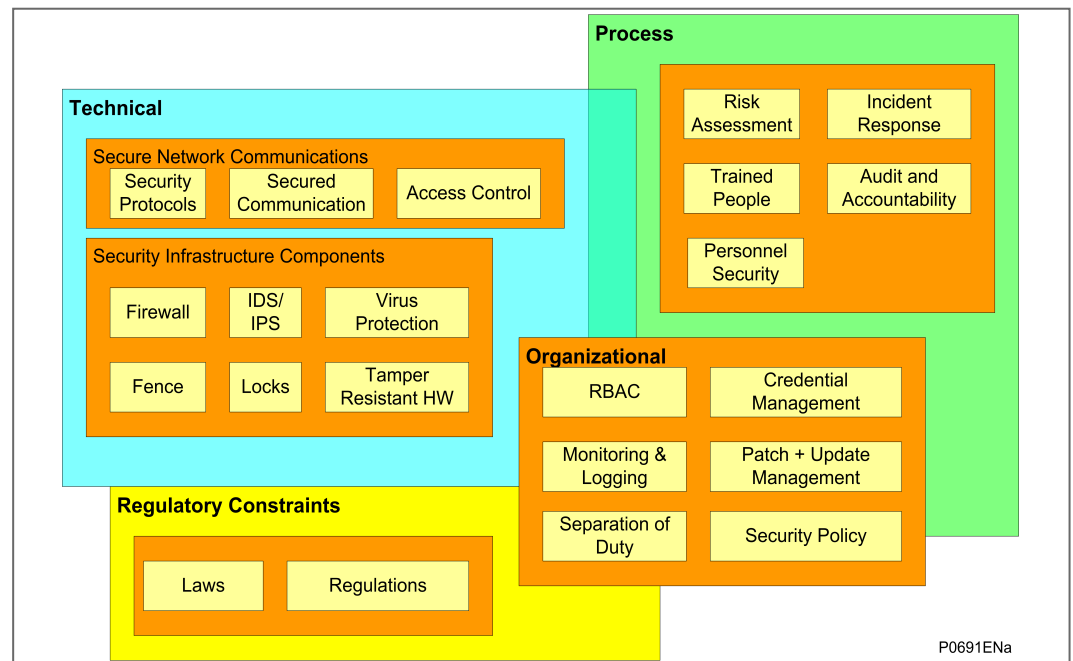 Process
Risk
Assessment
Incident
Response
Trained
People
Audit and
Accountability
Personnel
Security
Technical
Secure Network Communications
Security
Protocols
Secured
Communication
Access Control
Security Infrastructure Components
Firewall
IDS/
IPS
Virus
Protection
Fence
Locks
Tamper
Resistant HW
Organizational
RBAC
Credential
Management
Monitoring &
Logging
Patch + Update
Management
Separation of
Duty
Security Policy
Regulatory Constraints
Laws
Regulations
P0691ENa